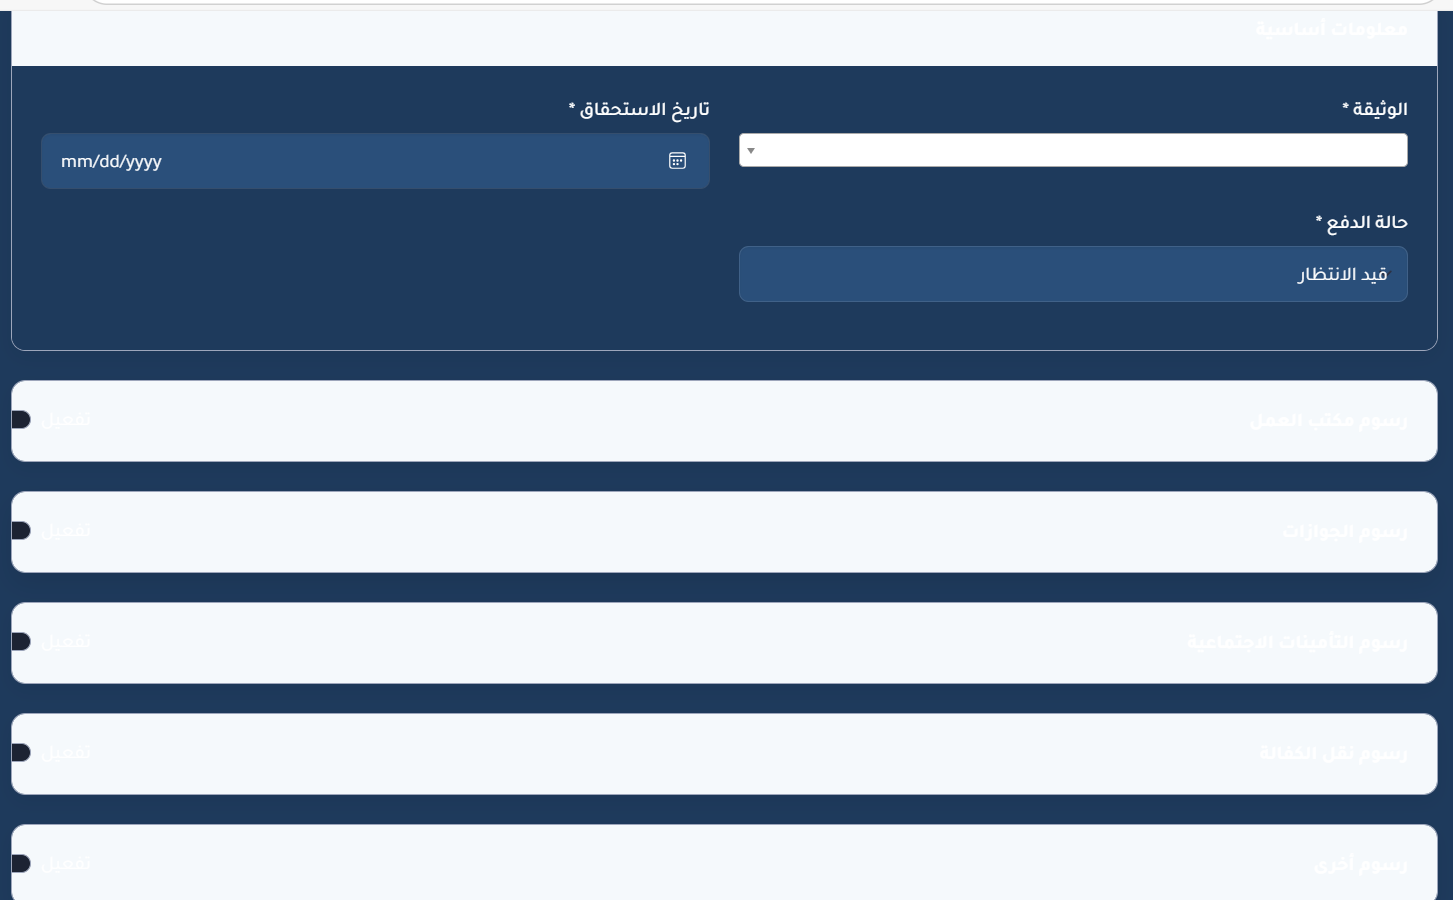 معلومات أساسية
الوثيقة *
تاريخ الاستحقاق *
mm/dd/yyyy
حالة الدفع *
قيد الانتظار
رسوم مكتب العمل
تفعيل
رسوم الجوازات
تفعيل
رسوم التأمينات الاجتماعية
تفعيل
رسوم نقل الكفالة
تفعيل
رسوم أخرى
تفعيل